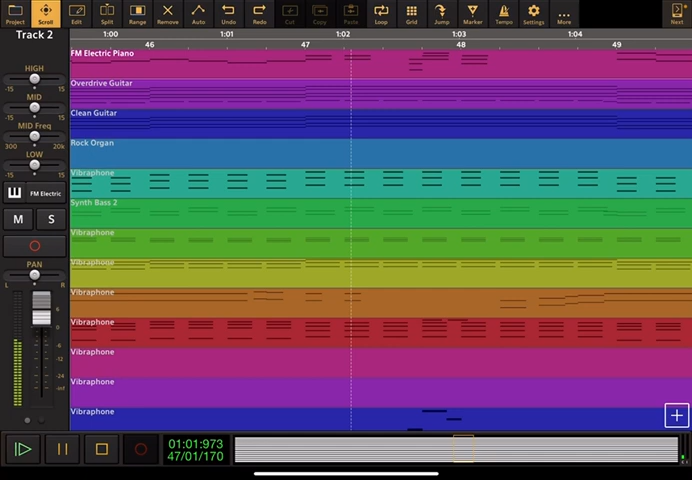 Project
Scroll
Edit
Split
Range
Remove
Auto
Undo
Redo
Cut
Copy
Paste
Loop
Grid
Jump
Marker
Tempo
Settings
More
Next
Track 2
1:00
1:01
1:02
1:03
1:04
46
47
48
49
HIGH
-15 15
MID
-15 15
MID Freq
300 20k
LOW
-15 15
FM Electric
M S
PAN
L R
6
0
-6
-12
-24
-inf
FM Electric Piano
Overdrive Guitar
Clean Guitar
Rock Organ
Vibraphone
Synth Bass 2
Vibraphone
Vibraphone
Vibraphone
Vibraphone
Vibraphone
Vibraphone
Vibraphone
01:01:973
47/01/170